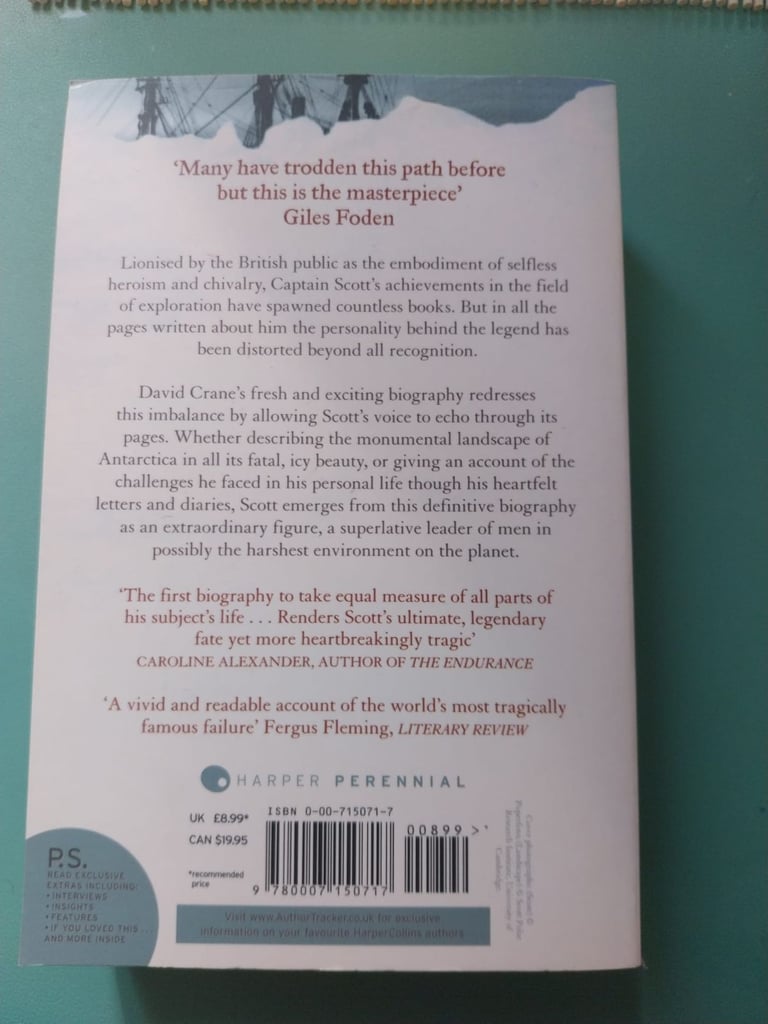 ‘Many have trodden this path before
but this is the masterpiece’
Giles Foden
Lionised by the British public as the embodiment of selfless
heroism and chivalry, Captain Scott’s achievements in the field
of exploration have spawned countless books. But in all the
pages written about him the personality behind the legend has
been distorted beyond all recognition.
David Crane’s fresh and exciting biography redresses
this imbalance by allowing Scott’s voice to echo through its
pages. Whether describing the monumental landscape of
Antarctica in all its fatal, icy beauty, or giving an account of the
challenges he faced in his personal life though his heartfelt
letters and diaries, Scott emerges from this definitive biography
as an extraordinary figure, a superlative leader of men in
possibly the harshest environment on the planet.
‘The first biography to take equal measure of all parts of
his subject’s life . . . Renders Scott’s ultimate, legendary
fate yet more heartbreakingly tragic’
CAROLINE ALEXANDER, AUTHOR OF THE ENDURANCE
‘A vivid and readable account of the world’s most tragically
famous failure’ Fergus Fleming, LITERARY REVIEW
HARPER PERENNIAL
UK £8.99*
CAN $19.95
*recommended
price
ISBN 0-00-715071-7
00899 >
9 780007 150717
P.S.
READ EXCLUSIVE
EXTRAS INCLUDING:
• INTERVIEWS
• INSIGHTS
• FEATURES
• IF YOU LOVED THIS . . .
AND MORE INSIDE
Visit www.AuthorTracker.co.uk for exclusive
information on your favourite HarperCollins authors
Cover photographs (front) ©
Research Institute, University of
Cambridge.